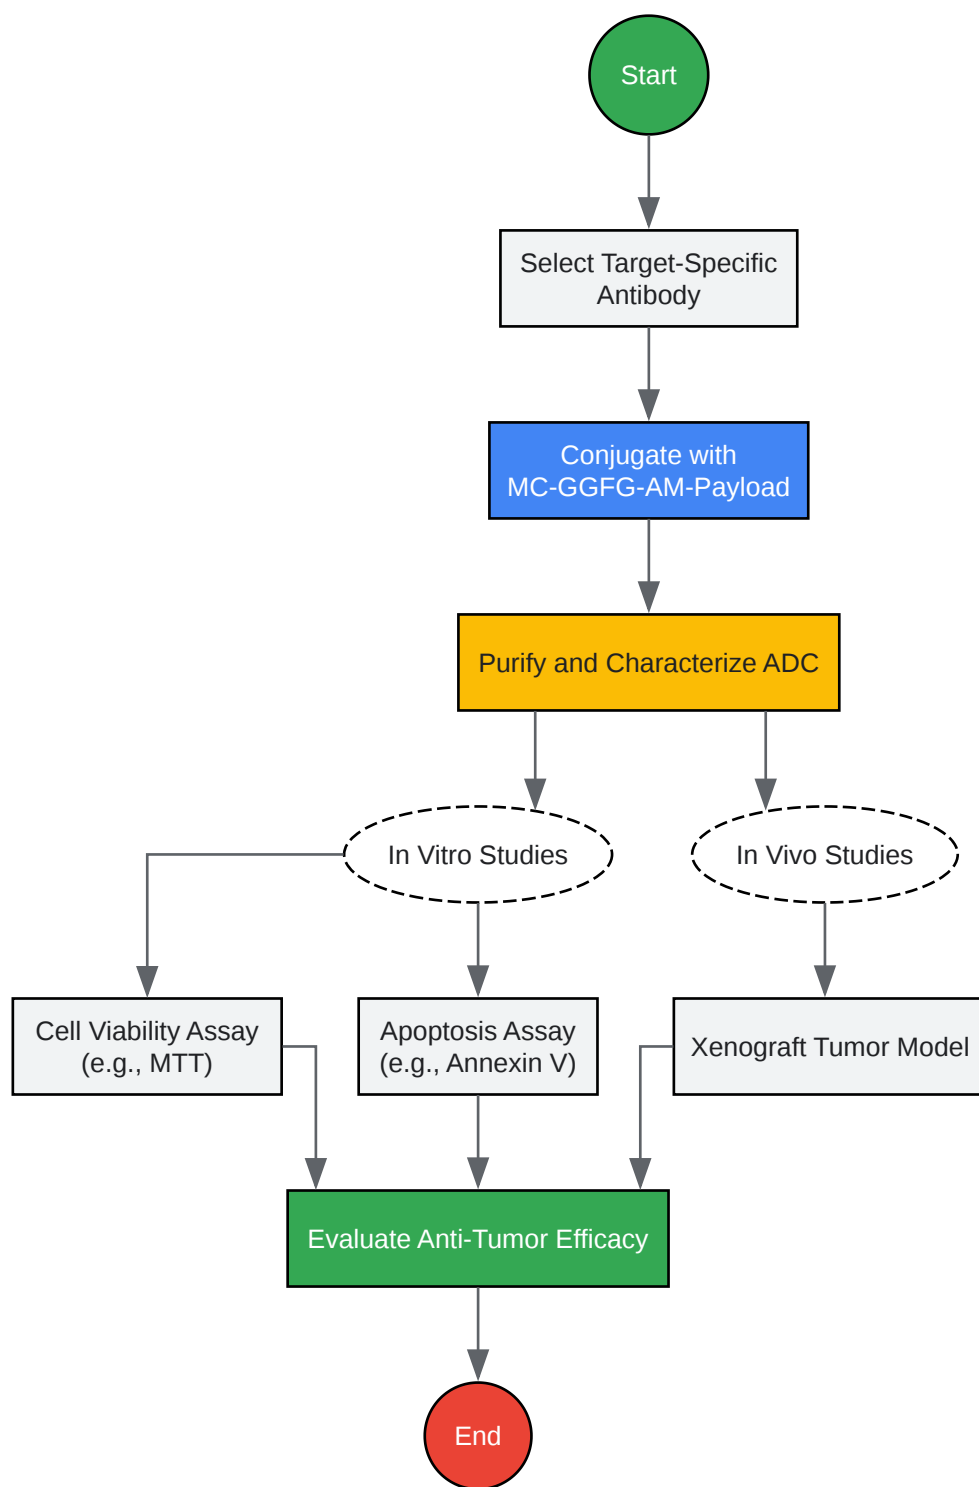 Start
Select Target-Specific
Antibody
Conjugate with
MC-GGFG-AM-Payload
Purify and Characterize ADC
In Vitro Studies
In Vivo Studies
Cell Viability Assay
(e.g., MTT)
Apoptosis Assay
(e.g., Annexin V)
Xenograft Tumor Model
Evaluate Anti-Tumor Efficacy
End